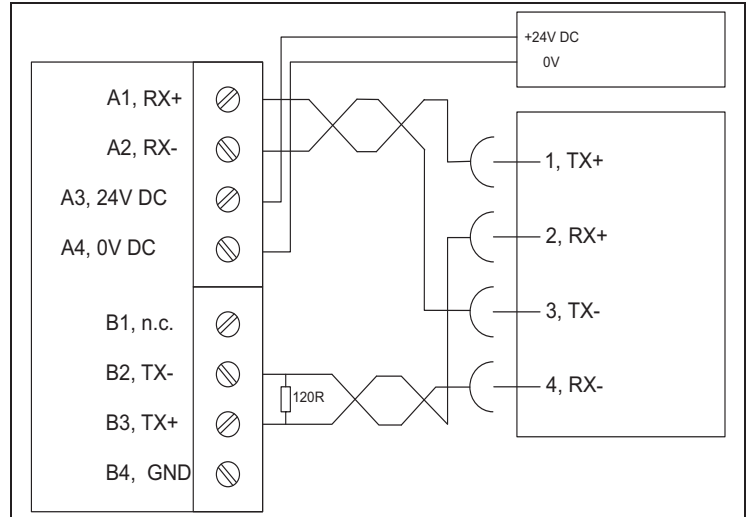 +24V DC
0V
A1, RX+
A2, RX-
A3, 24V DC
A4, 0V DC
B1, n.c.
B2, TX-
B3, TX+
B4, GND
120R
1, TX+
2, RX+
3, TX-
4, RX-